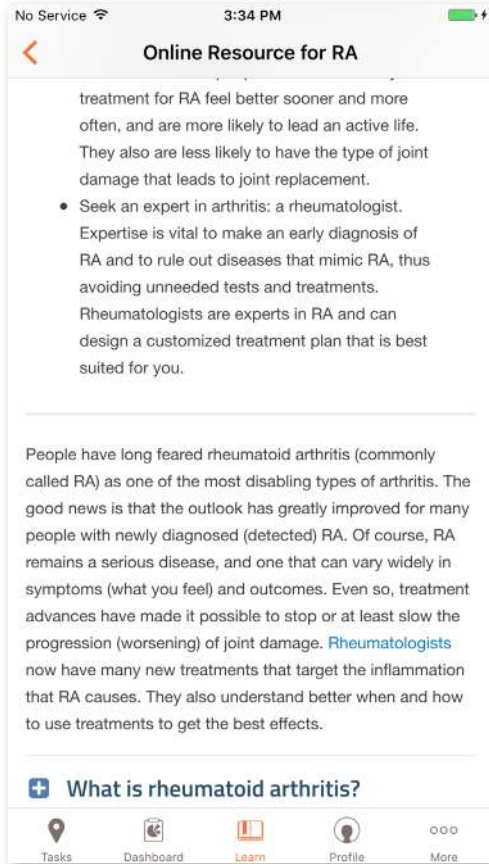 No Service 3:34 PM
Online Resource for RA
treatment for RA feel better sooner and more
often, and are more likely to lead an active life.
They also are less likely to have the type of joint
damage that leads to joint replacement.
• Seek an expert in arthritis: a rheumatologist.
Expertise is vital to make an early diagnosis of
RA and to rule out diseases that mimic RA, thus
avoiding unneeded tests and treatments.
Rheumatologists are experts in RA and can
design a customized treatment plan that is best
suited for you.
People have long feared rheumatoid arthritis (commonly
called RA) as one of the most disabling types of arthritis. The
good news is that the outlook has greatly improved for many
people with newly diagnosed (detected) RA. Of course, RA
remains a serious disease, and one that can vary widely in
symptoms (what you feel) and outcomes. Even so, treatment
advances have made it possible to stop or at least slow the
progression (worsening) of joint damage. Rheumatologists
now have many new treatments that target the inflammation
that RA causes. They also understand better when and how
to use treatments to get the best effects.
What is rheumatoid arthritis?
Tasks Dashboard Learn Profile More